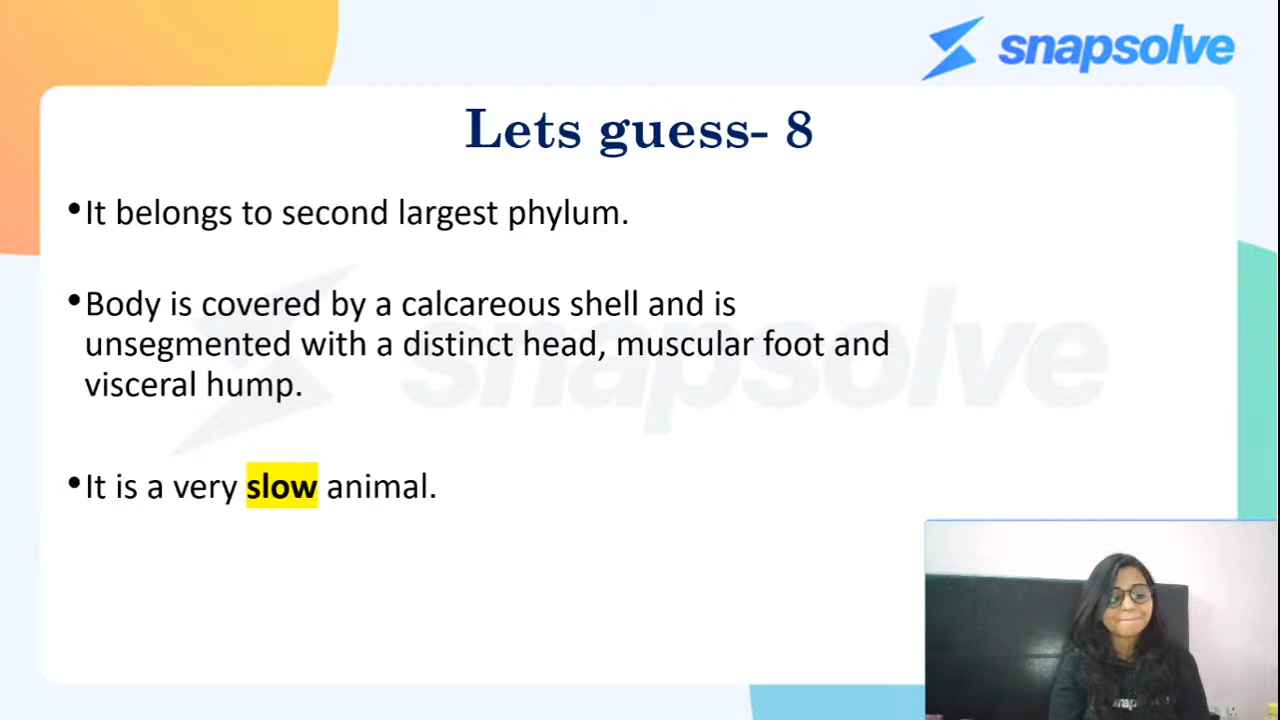 snapsolve
Lets guess- 8
•It belongs to second largest phylum.
•Body is covered by a calcareous shell and is
unsegmented with a distinct head, muscular foot and
visceral hump.
snapsolve
•It is a very slow animal.